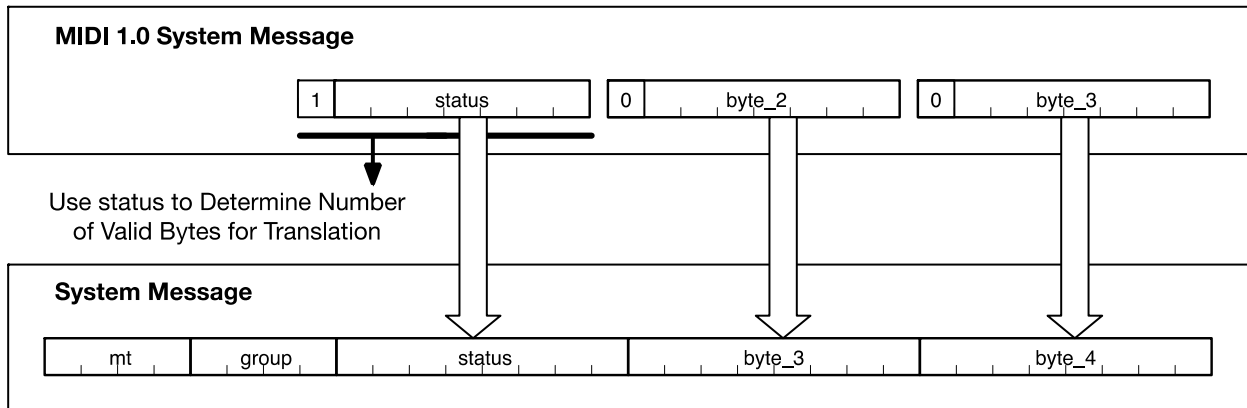 MIDI 1.0 System Message
1 status 0 byte_2 0 byte_3
Use status to Determine Number
of Valid Bytes for Translation
System Message
mt group status byte_3 byte_4